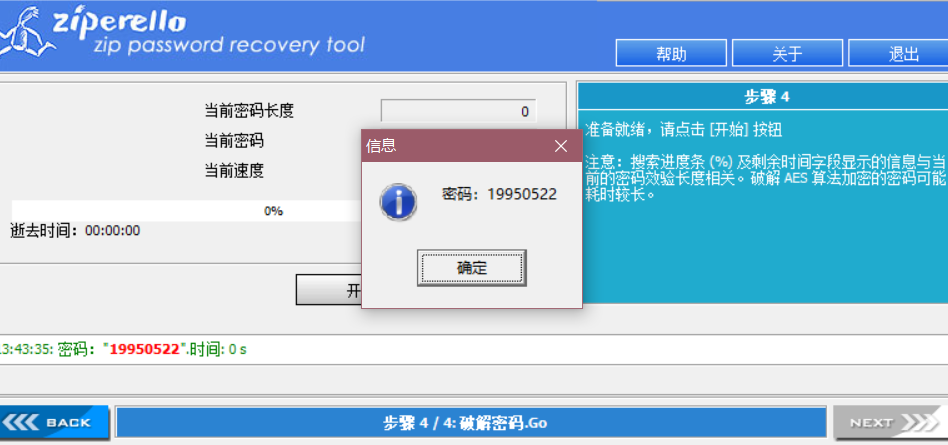 ziperello
zip password recovery tool
帮助 关于 退出
当前密码长度 0
当前密码
当前速度
0%
逝去时间：00:00:00
开
信息
密码：19950522
确定
步骤 4
准备就绪，请点击 [开始] 按钮
注意：搜索进度条 (%) 及剩余时间字段显示的信息与当
前的密码效验长度相关。破解 AES 算法加密的密码可能
耗时较长。
3:43:35: 密码："19950522".时间: 0 s
BACK 步骤 4 / 4: 破解密码.Go NEXT